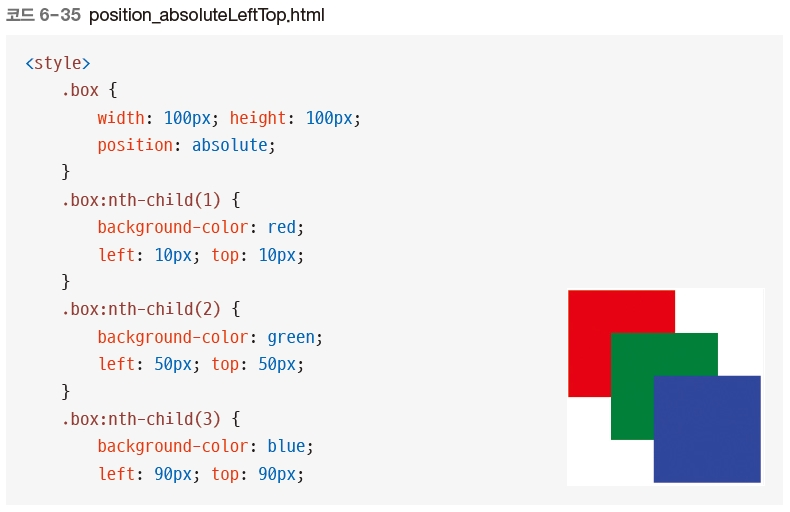 코드 6-35 position_absoluteLeftTop.html
<style>
.box {
width: 100px; height: 100px;
position: absolute;
}
.box:nth-child(1) {
background-color: red;
left: 10px; top: 10px;
}
.box:nth-child(2) {
background-color: green;
left: 50px; top: 50px;
}
.box:nth-child(3) {
background-color: blue;
left: 90px; top: 90px;